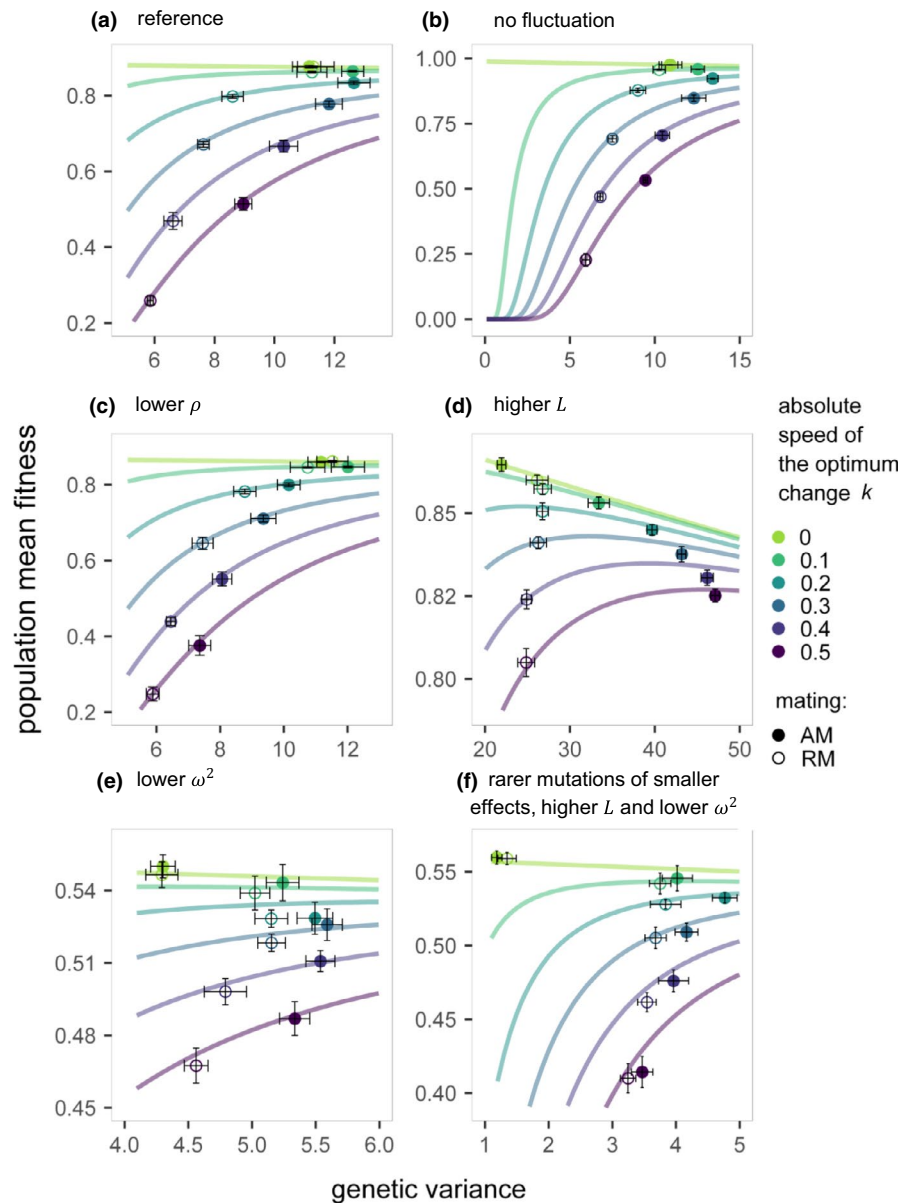 (a) reference
(b) no fluctuation
0.8
0.6
0.4
0.2
6 8 10 12
1.00
0.75
0.50
0.25
0.00
0 5 10 15
(c) lower ρ
(d) higher L
0.8
0.6
0.4
0.2
6 8 10 12
0.85
0.82
0.80
20 30 40 50
(e) lower ω²
(f) rarer mutations of smaller
effects, higher L and lower ω²
0.54
0.51
0.48
0.45
4.0 4.5 5.0 5.5 6.0
0.55
0.50
0.45
0.40
1 2 3 4 5
population mean fitness
genetic variance
absolute
speed of
the optimum
change k
0
0.1
0.2
0.3
0.4
0.5
mating:
AM
RM